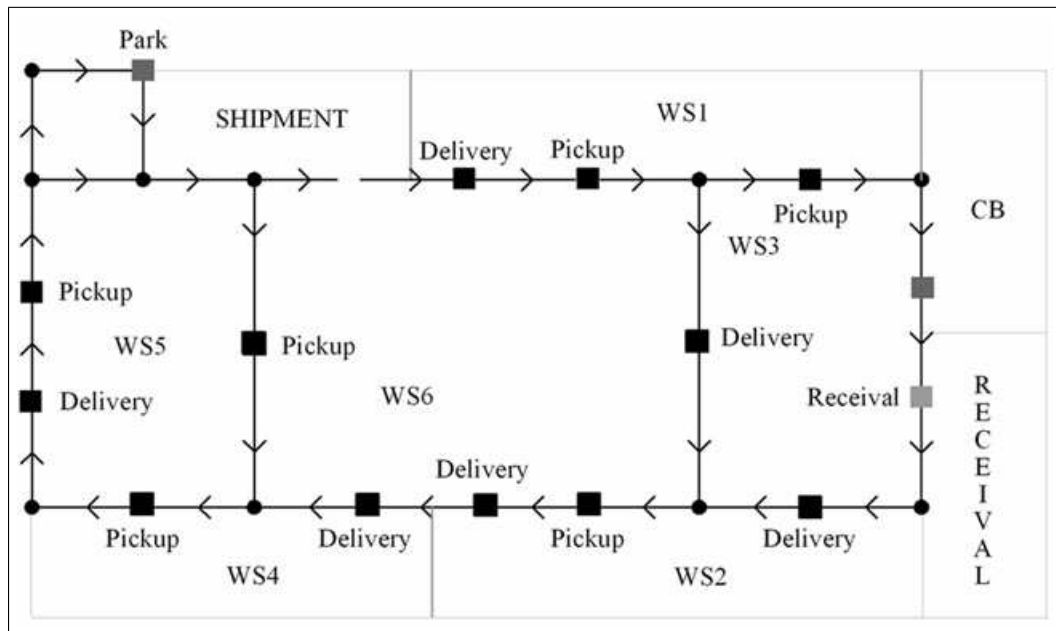 Park
SHIPMENT
WS1
Delivery
Pickup
Pickup
CB
WS3
Pickup
WS5
Pickup
Delivery
Delivery
WS6
Receival
RECEIVAL
Delivery
Pickup
Delivery
Pickup
Delivery
WS4
WS2